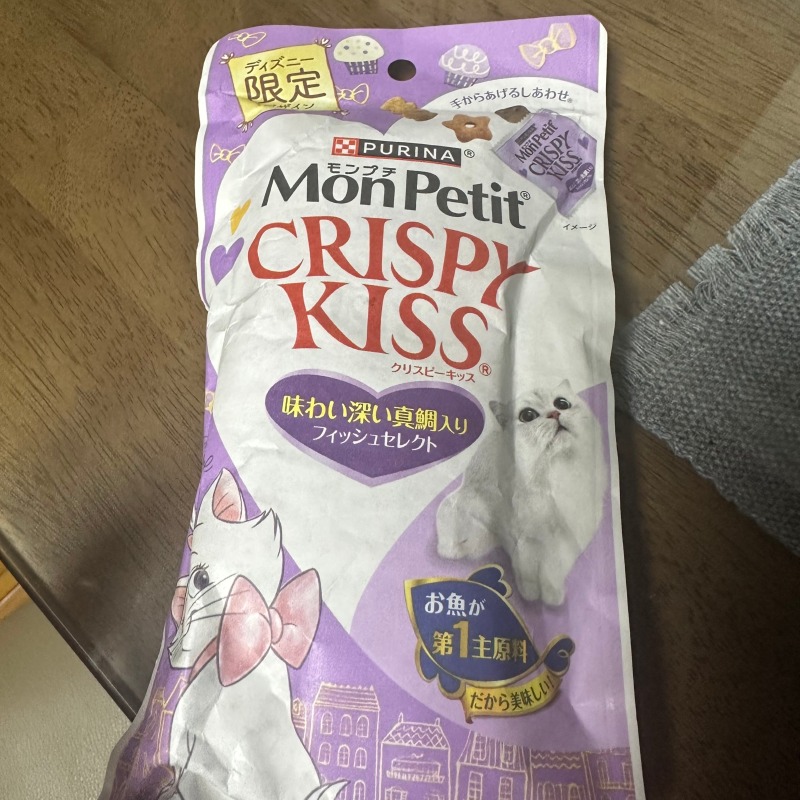 ディズニー
限定
デザイン
手からあげるしあわせ®
MonPetit
CRISPY
KISS
イメージ
PURINA®
モンプチ
MonPetit®
CRISPY
KISS®
クリスピーキッス
味わい深い真鯛入り
フィッシュセレクト
お魚が
第1主原料
だから美味しい!